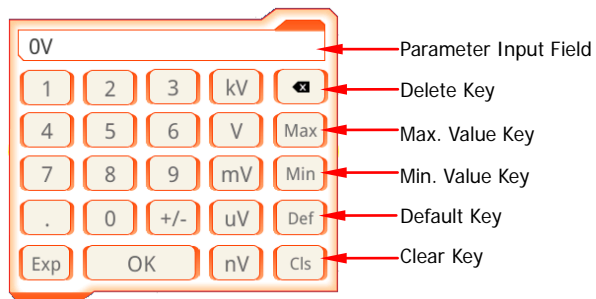 0V
Parameter Input Field
1 2 3 kV
Delete Key
4 5 6 V Max
Max. Value Key
7 8 9 mV Min
Min. Value Key
. 0 +/- uV Def
Default Key
Exp OK nV Cls
Clear Key